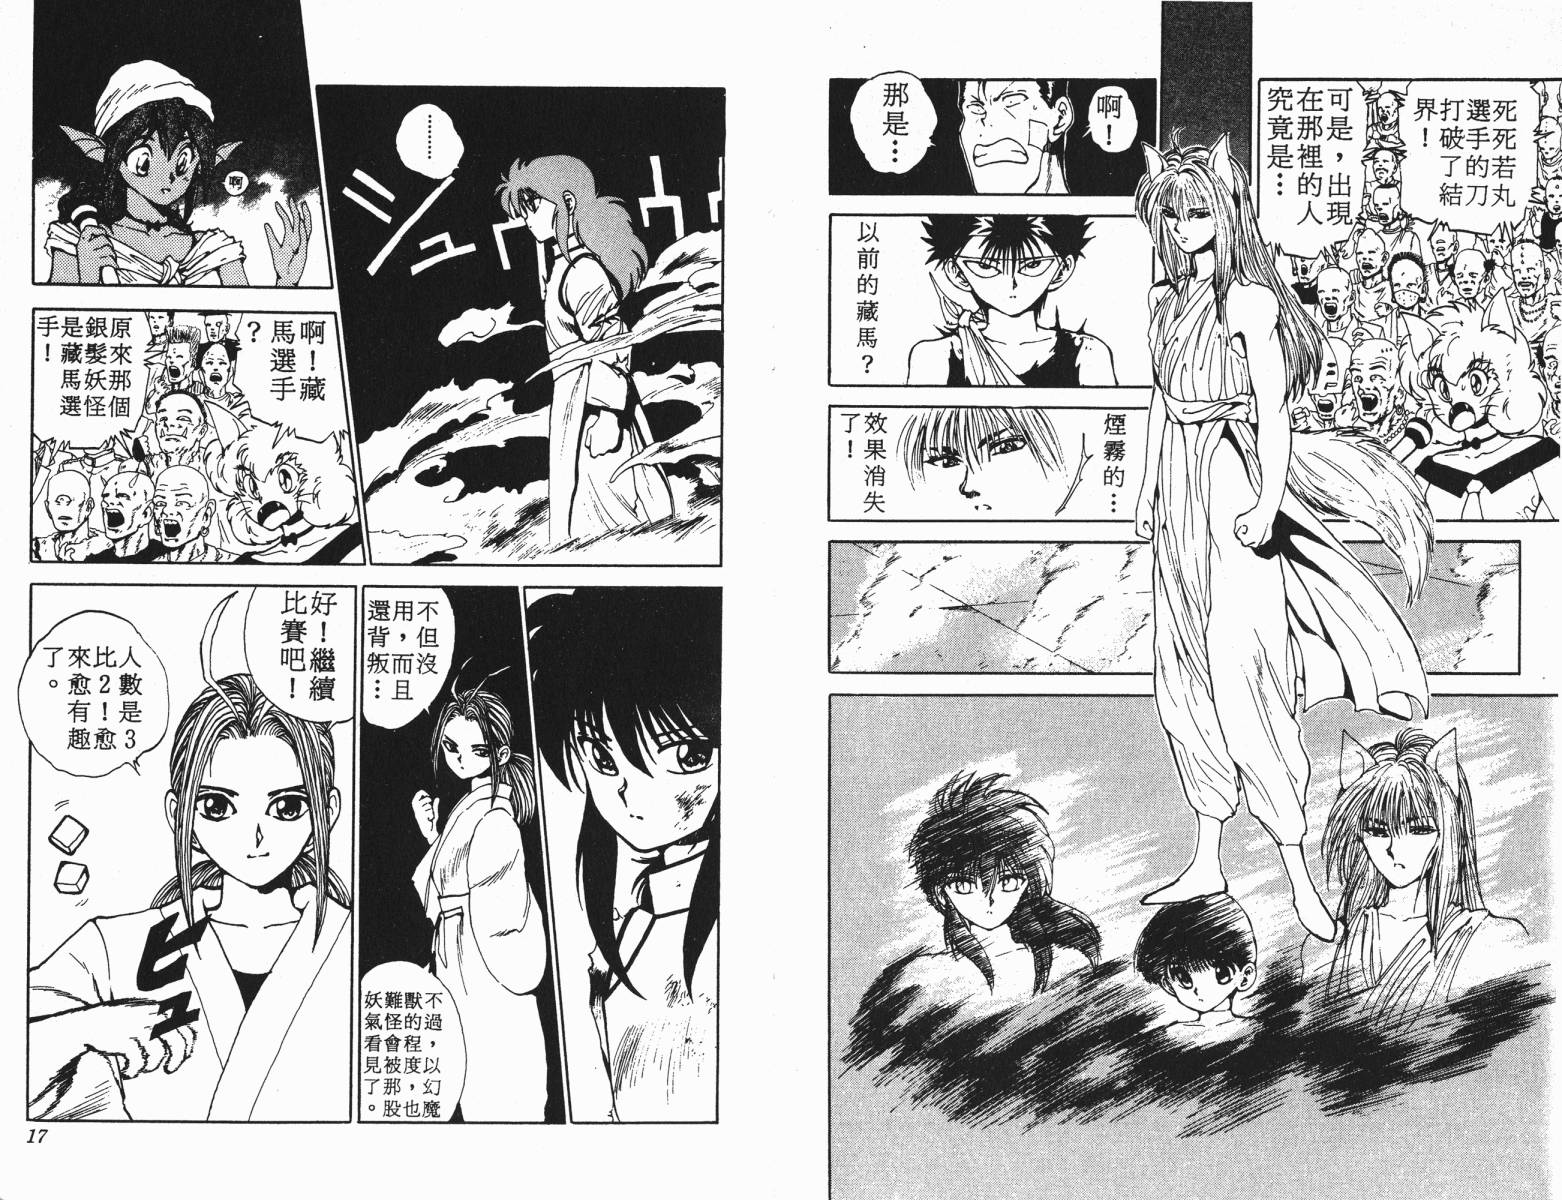 死死若丸
選手的刀
打破了結
界！
可是，出現
在那裡的人
究竟是…
啊！
那是…
以前的藏馬？
煙霧的…
效果消失
了！
………
シュウウウ
啊
啊！藏
馬選手
？
原來那個
銀髮妖怪
是藏馬選
手！
不但沒
用，而且
還背叛…
不過，以幻魔
獸的程度，也
難怪會被那股
妖氣看見了。
好！繼續
比賽吧！
人數是3
比2！愈
來愈有趣
了。
ビュ
17